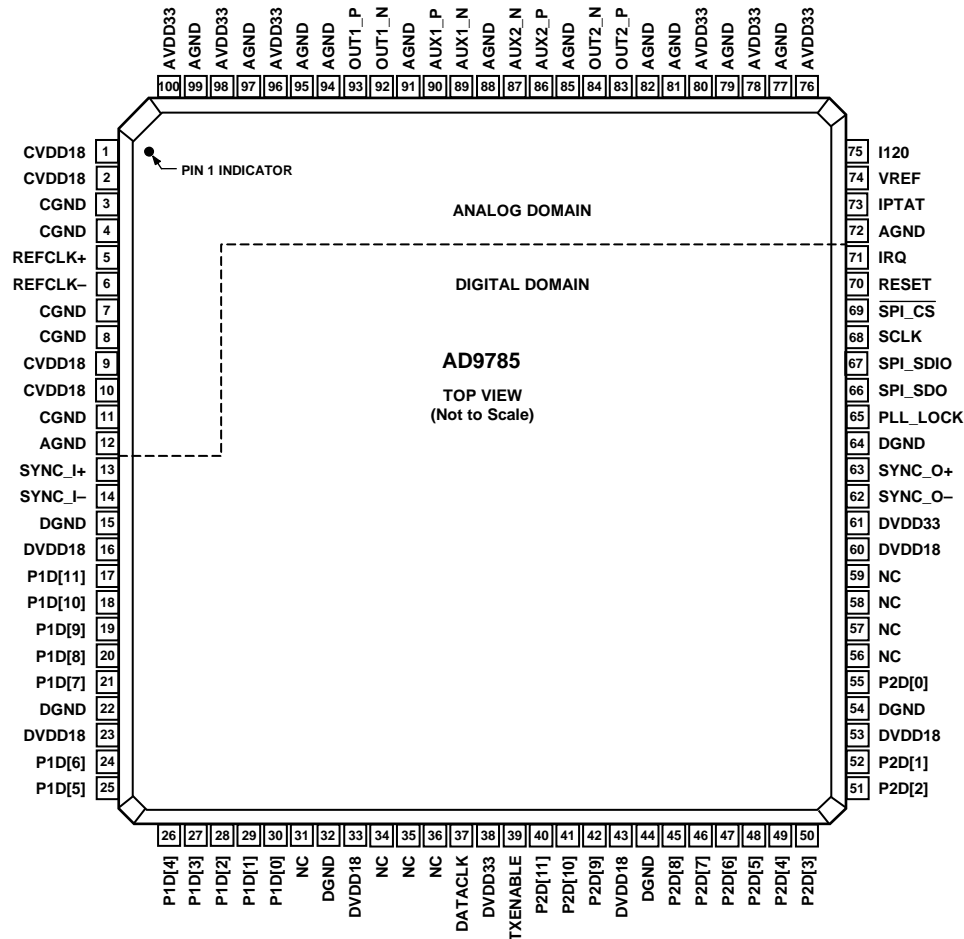 AVDD33
AGND
AVDD33
AGND
AVDD33
AGND
AGND
OUT1_P
OUT1_N
AGND
AUX1_P
AUX1_N
AGND
AUX2_N
AUX2_P
AGND
OUT2_N
OUT2_P
AGND
AGND
AVDD33
AGND
AVDD33
AGND
AVDD33
100 99 98 97 96 95 94 93 92 91 90 89 88 87 86 85 84 83 82 81 80 79 78 77 76
CVDD18 1
CVDD18 2
CGND 3
CGND 4
REFCLK+ 5
REFCLK– 6
CGND 7
CGND 8
CVDD18 9
CVDD18 10
CGND 11
AGND 12
SYNC_I+ 13
SYNC_I– 14
DGND 15
DVDD18 16
P1D[11] 17
P1D[10] 18
P1D[9] 19
P1D[8] 20
P1D[7] 21
DGND 22
DVDD18 23
P1D[6] 24
P1D[5] 25
PIN 1 INDICATOR
ANALOG DOMAIN
DIGITAL DOMAIN
AD9785
TOP VIEW
(Not to Scale)
75 I120
74 VREF
73 IPTAT
72 AGND
71 IRQ
70 RESET
69 SPI_CS
68 SCLK
67 SPI_SDIO
66 SPI_SDO
65 PLL_LOCK
64 DGND
63 SYNC_O+
62 SYNC_O–
61 DVDD33
60 DVDD18
59 NC
58 NC
57 NC
56 NC
55 P2D[0]
54 DGND
53 DVDD18
52 P2D[1]
51 P2D[2]
26 27 28 29 30 31 32 33 34 35 36 37 38 39 40 41 42 43 44 45 46 47 48 49 50
P1D[4]
P1D[3]
P1D[2]
P1D[1]
P1D[0]
NC
DGND
DVDD18
NC
NC
NC
DATACLK
DVDD33
TXENABLE
P2D[11]
P2D[10]
P2D[9]
DVDD18
DGND
P2D[8]
P2D[7]
P2D[6]
P2D[5]
P2D[4]
P2D[3]